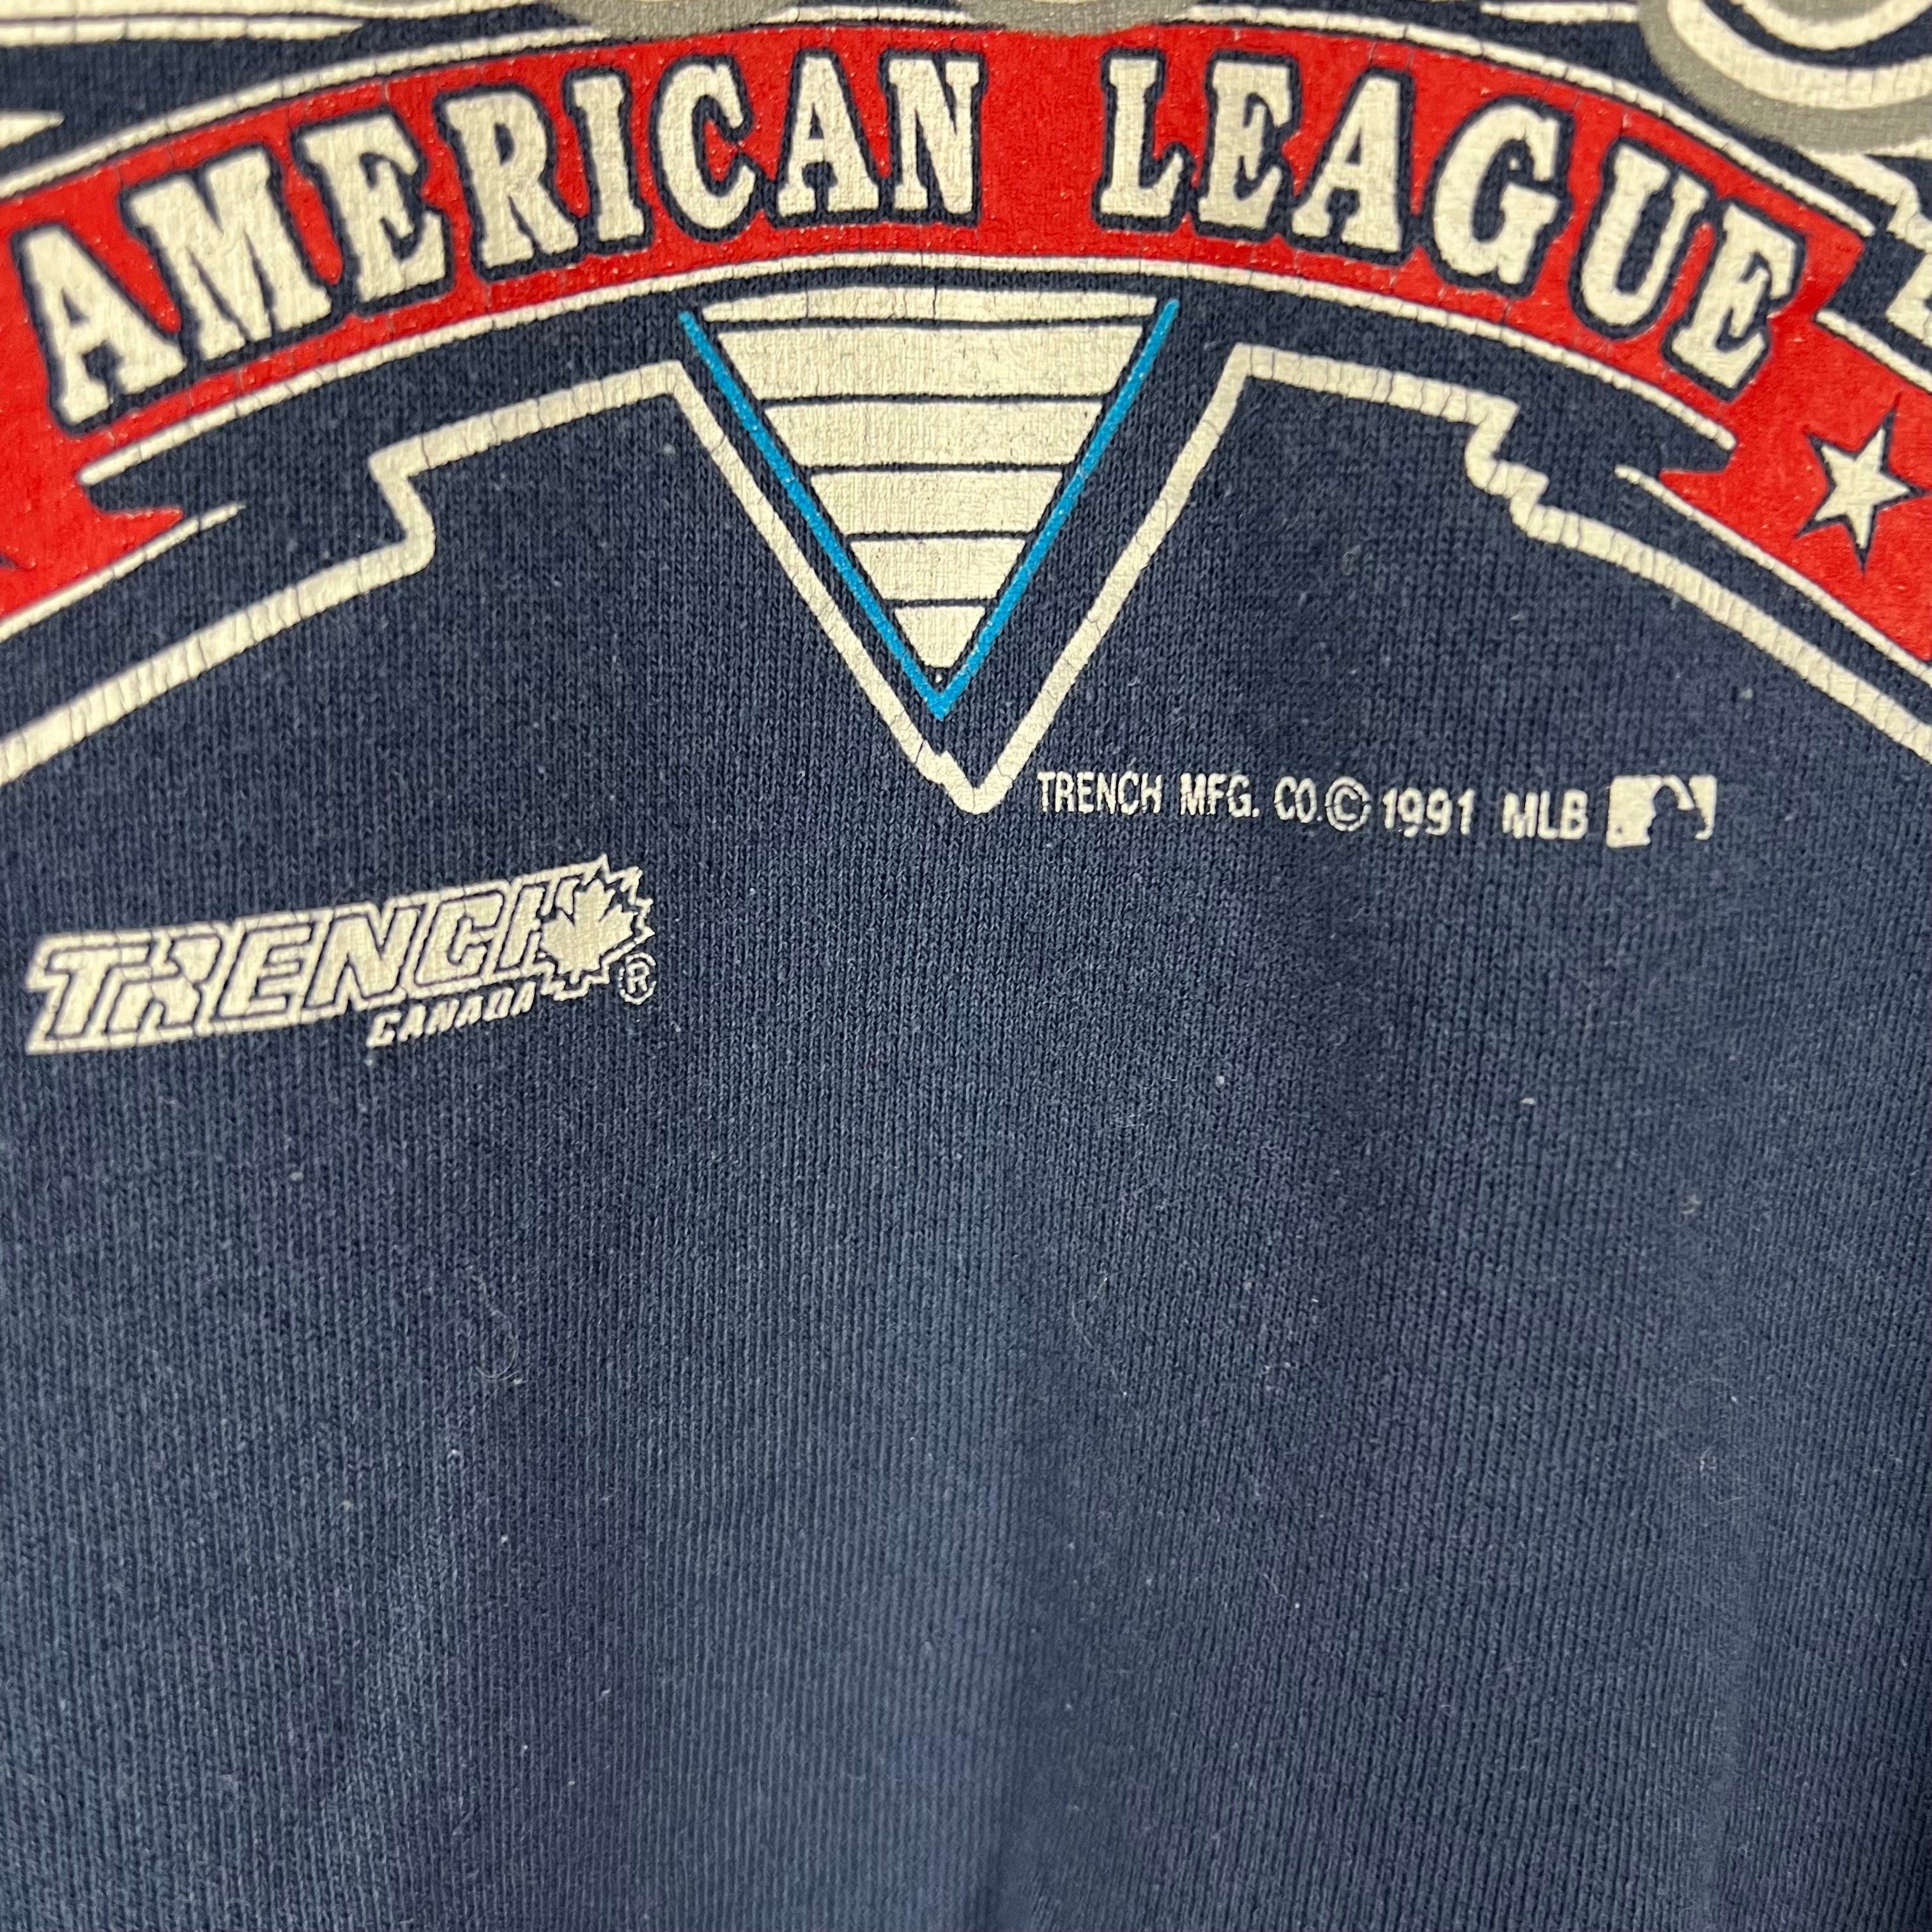 AMERICAN LEAGUE
TRENCH MFG. CO.© 1991 MLB
TRENCH ®
CANADA